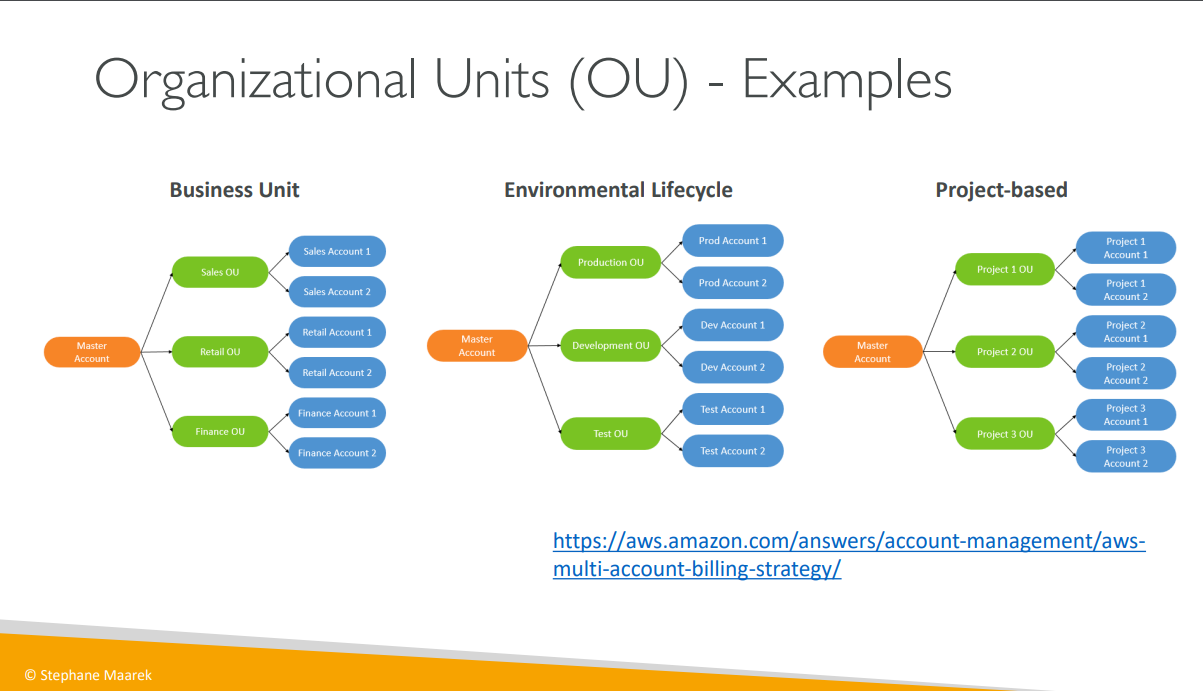 Organizational Units (OU) - Examples
Business Unit
Master
Account
Sales OU
Retail OU
Finance OU
Sales Account 1
Sales Account 2
Retail Account 1
Retail Account 2
Finance Account 1
Finance Account 2
Environmental Lifecycle
Master
Account
Production OU
Development OU
Test OU
Prod Account 1
Prod Account 2
Dev Account 1
Dev Account 2
Test Account 1
Test Account 2
Project-based
Master
Account
Project 1 OU
Project 2 OU
Project 3 OU
Project 1
Account 1
Project 1
Account 2
Project 2
Account 1
Project 2
Account 2
Project 3
Account 1
Project 3
Account 2
https://aws.amazon.com/answers/account-management/aws-
multi-account-billing-strategy/
© Stephane Maarek